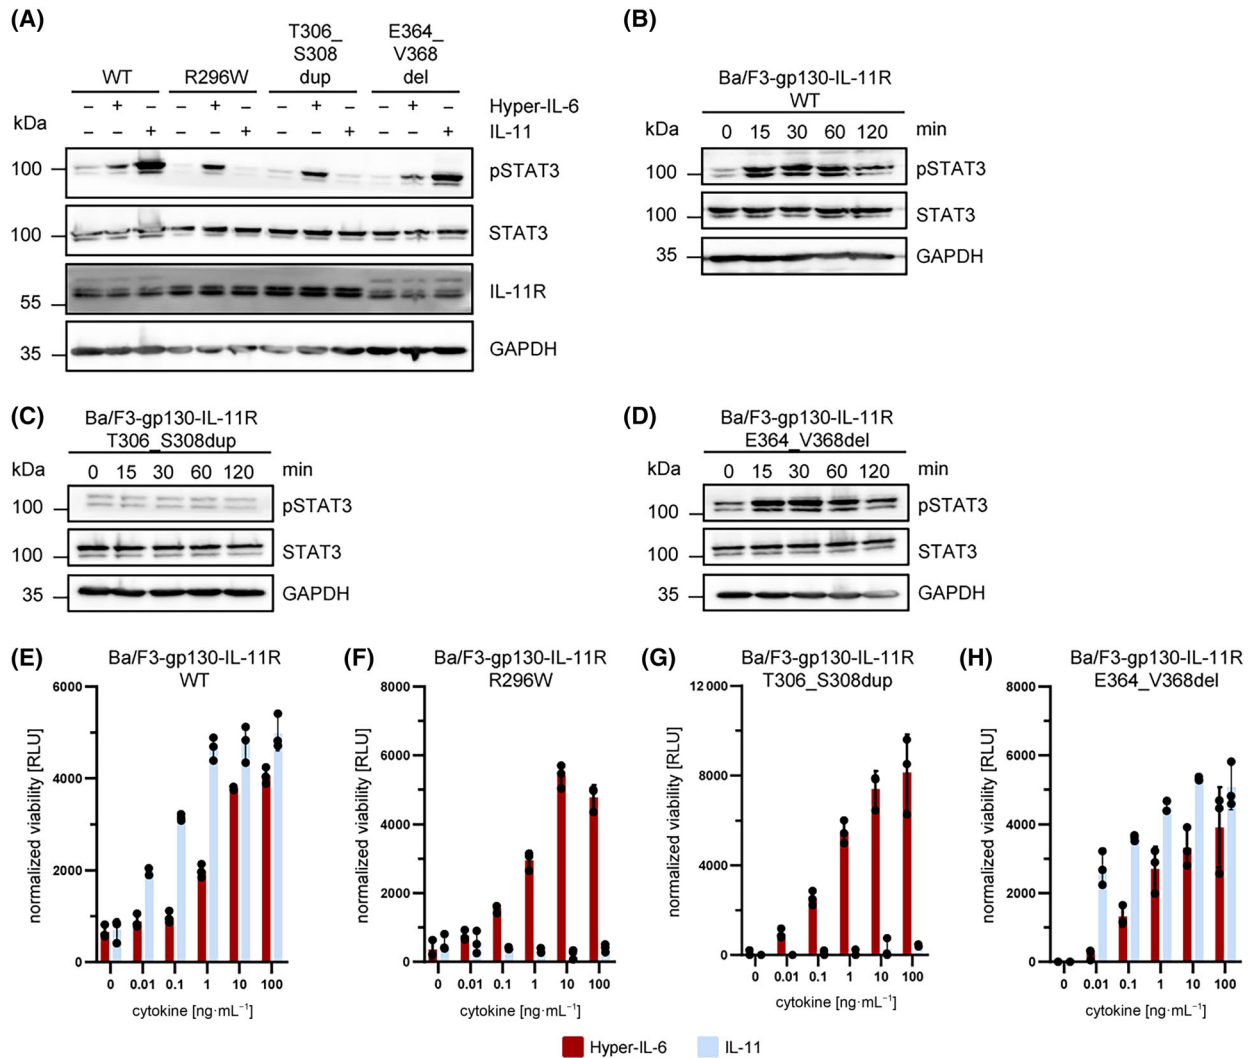 (A)
T306_
S308
dup
E364_
V368
del
WT
R296W
– + – – + – – + – – + – Hyper-IL-6
– – + – – + – – + – – + IL-11
kDa
100 pSTAT3
100 STAT3
55 IL-11R
35 GAPDH
(B)
Ba/F3-gp130-IL-11R
WT
kDa 0 15 30 60 120 min
100 pSTAT3
100 STAT3
35 GAPDH
(C)
Ba/F3-gp130-IL-11R
T306_S308dup
kDa 0 15 30 60 120 min
100 pSTAT3
100 STAT3
35 GAPDH
(D)
Ba/F3-gp130-IL-11R
E364_V368del
kDa 0 15 30 60 120 min
100 pSTAT3
100 STAT3
35 GAPDH
(E)
Ba/F3-gp130-IL-11R
WT
normalized viability [RLU]
6000
4000
2000
0
0 0.01 0.1 1 10 100
cytokine [ng·mL⁻¹]
(F)
Ba/F3-gp130-IL-11R
R296W
normalized viability [RLU]
8000
6000
4000
2000
0
0 0.01 0.1 1 10 100
cytokine [ng·mL⁻¹]
(G)
Ba/F3-gp130-IL-11R
T306_S308dup
normalized viability [RLU]
12 000
8000
4000
0
0 0.01 0.1 1 10 100
cytokine [ng·mL⁻¹]
(H)
Ba/F3-gp130-IL-11R
E364_V368del
normalized viability [RLU]
8000
6000
4000
2000
0
0 0.01 0.1 1 10 100
cytokine [ng·mL⁻¹]
Hyper-IL-6 IL-11